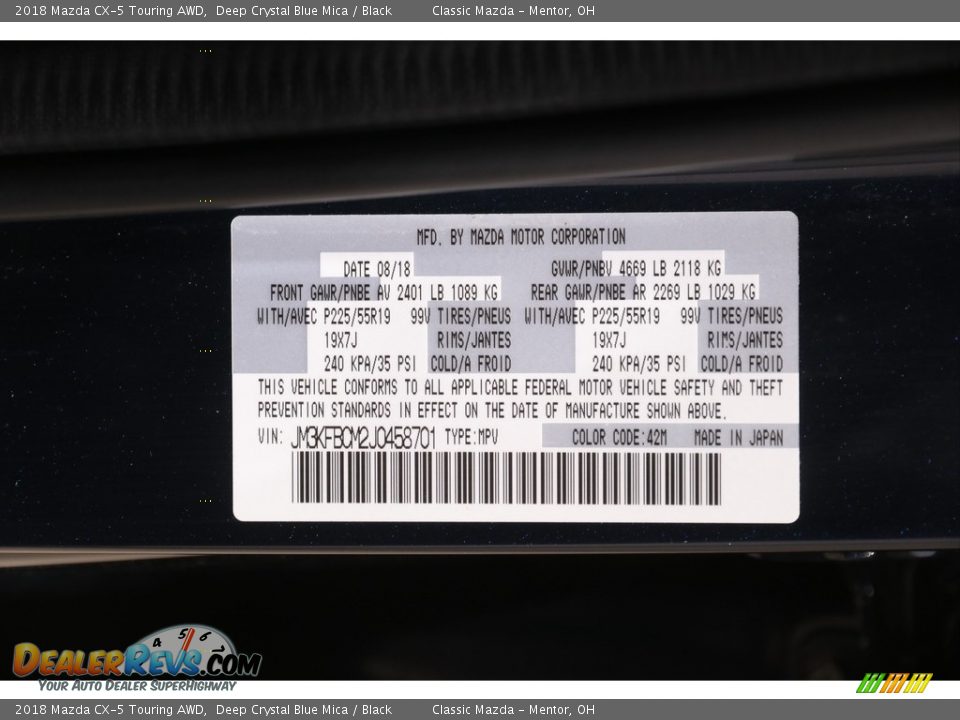 2018 Mazda CX-5 Touring AWD, Deep Crystal Blue Mica / Black Classic Mazda - Mentor, OH
MFD. BY MAZDA MOTOR CORPORATION
DATE 08/18 GVWR/PNBV 4669 LB 2118 KG
FRONT GAWR/PNBE AV 2401 LB 1089 KG REAR GAWR/PNBE AR 2269 LB 1029 KG
WITH/AVEC P225/55R19 99V TIRES/PNEUS WITH/AVEC P225/55R19 99V TIRES/PNEUS
19X7J RIMS/JANTES 19X7J RIMS/JANTES
240 KPA/35 PSI COLD/A FROID 240 KPA/35 PSI COLD/A FROID
THIS VEHICLE CONFORMS TO ALL APPLICABLE FEDERAL MOTOR VEHICLE SAFETY AND THEFT
PREVENTION STANDARDS IN EFFECT ON THE DATE OF MANUFACTURE SHOWN ABOVE.
VIN: JM3KFBCM2J0458701 TYPE:MPV COLOR CODE:42M MADE IN JAPAN
4 5 6
DEALERREVS.COM
YOUR AUTO DEALER SUPERHIGHWAY
2018 Mazda CX-5 Touring AWD, Deep Crystal Blue Mica / Black Classic Mazda - Mentor, OH